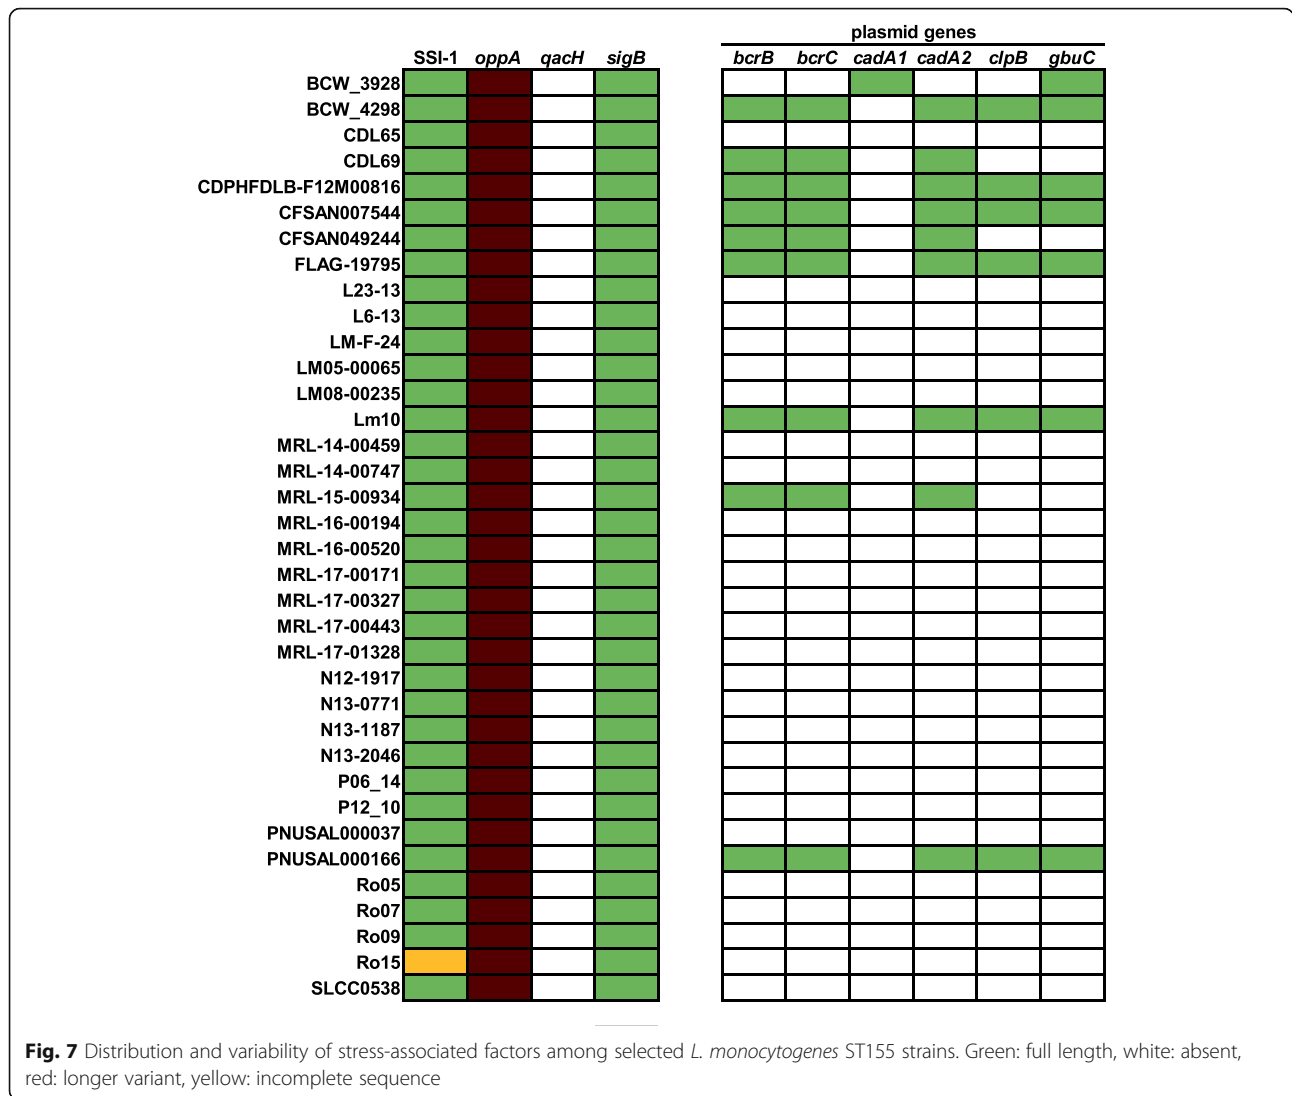 plasmid genes
SSI-1 oppA qacH sigB bcrB bcrC cadA1 cadA2 clpB gbuC
BCW_3928
BCW_4298
CDL65
CDL69
CDPHFDLB-F12M00816
CFSAN007544
CFSAN049244
FLAG-19795
L23-13
L6-13
LM-F-24
LM05-00065
LM08-00235
Lm10
MRL-14-00459
MRL-14-00747
MRL-15-00934
MRL-16-00194
MRL-16-00520
MRL-17-00171
MRL-17-00327
MRL-17-00443
MRL-17-01328
N12-1917
N13-0771
N13-1187
N13-2046
P06_14
P12_10
PNUSAL000037
PNUSAL000166
Ro05
Ro07
Ro09
Ro15
SLCC0538
Fig. 7 Distribution and variability of stress-associated factors among selected L. monocytogenes ST155 strains. Green: full length, white: absent,
red: longer variant, yellow: incomplete sequence